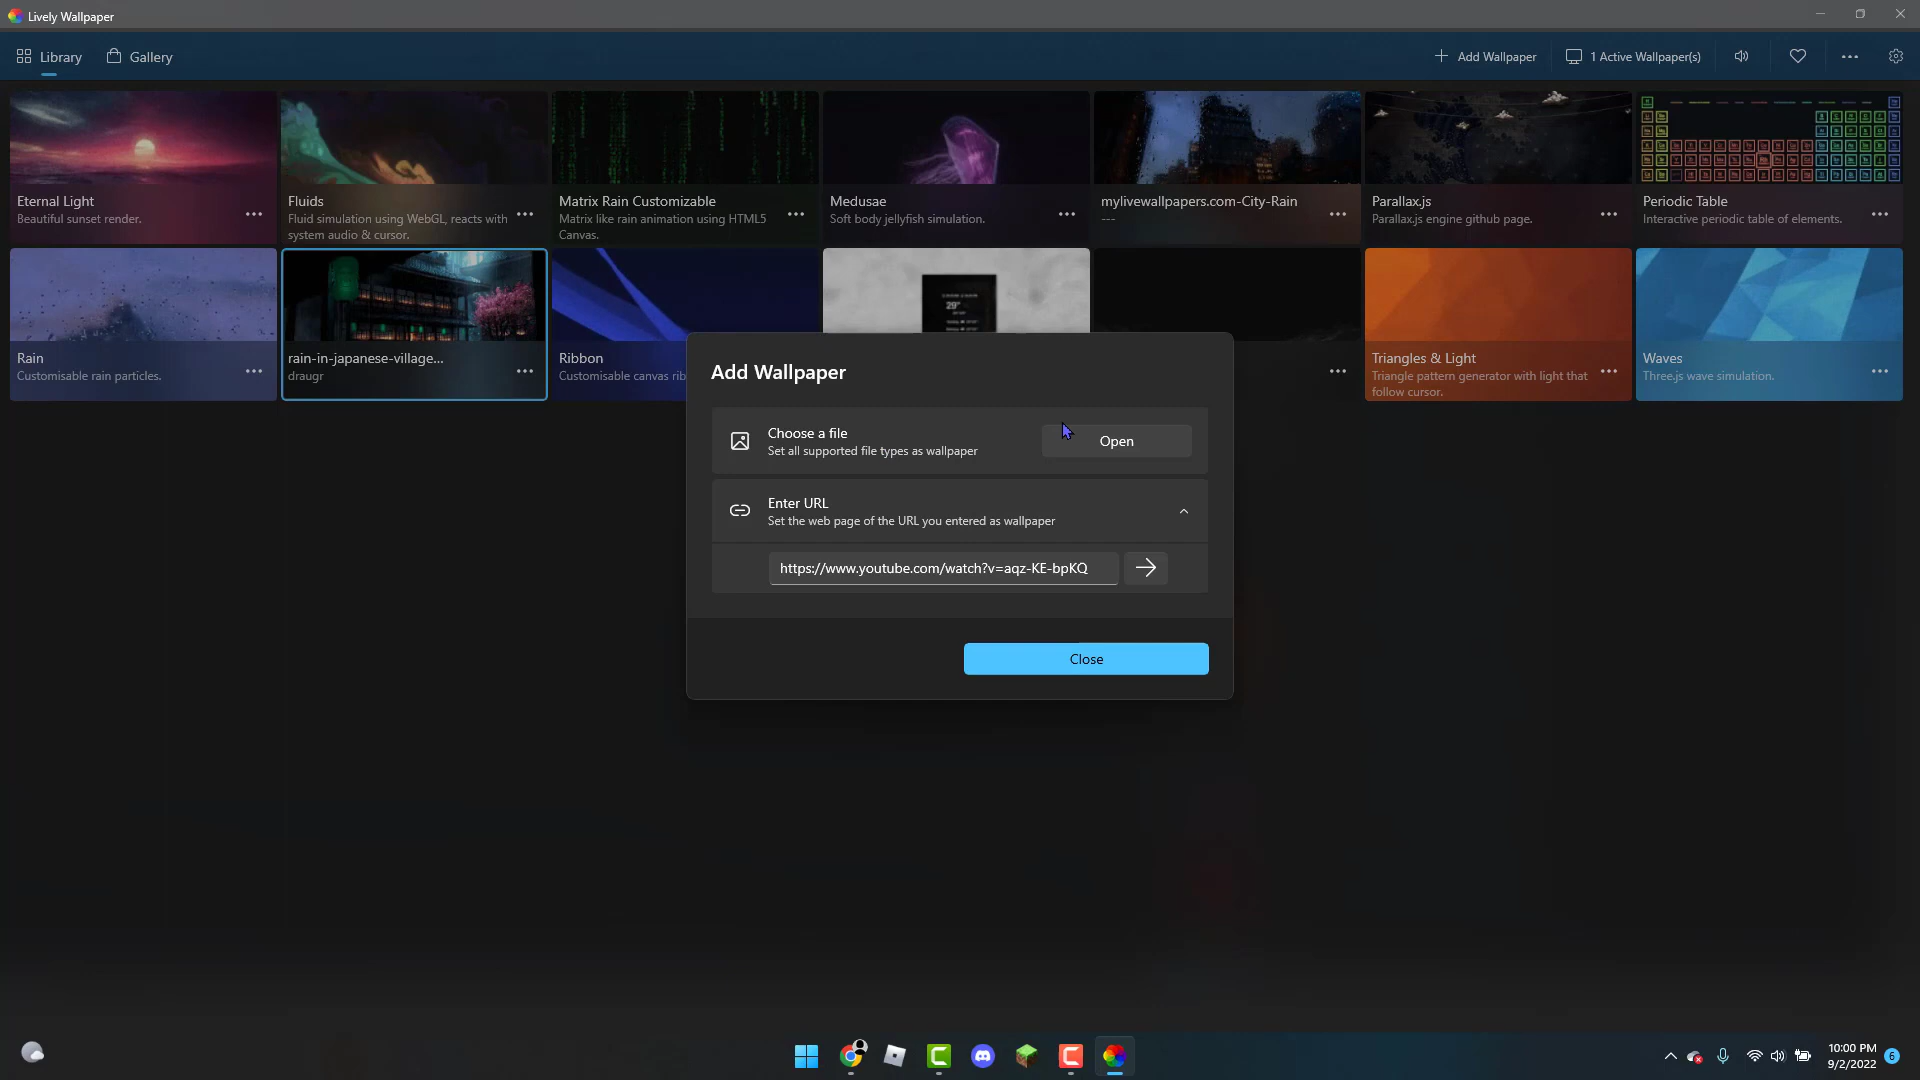 Lively Wallpaper
Library
Gallery
Add Wallpaper
1 Active Wallpaper(s)
Eternal Light
Beautiful sunset render.
Fluids
Fluid simulation using WebGL, reacts with
system audio & cursor.
Matrix Rain Customizable
Matrix like rain animation using HTML5
Canvas.
Medusae
Soft body jellyfish simulation.
mylivewallpapers.com-City-Rain
---
Parallax.js
Parallax.js engine github page.
Periodic Table
Interactive periodic table of elements.
Rain
Customisable rain particles.
rain-in-japanese-village...
draugr
Ribbon
Customisable canvas rib
29°
Triangles & Light
Triangle pattern generator with light that
follow cursor.
Waves
Three.js wave simulation.
Add Wallpaper
Choose a file
Set all supported file types as wallpaper
Open
Enter URL
Set the web page of the URL you entered as wallpaper
https://www.youtube.com/watch?v=aqz-KE-bpKQ
Close
10:00 PM
9/2/2022
6